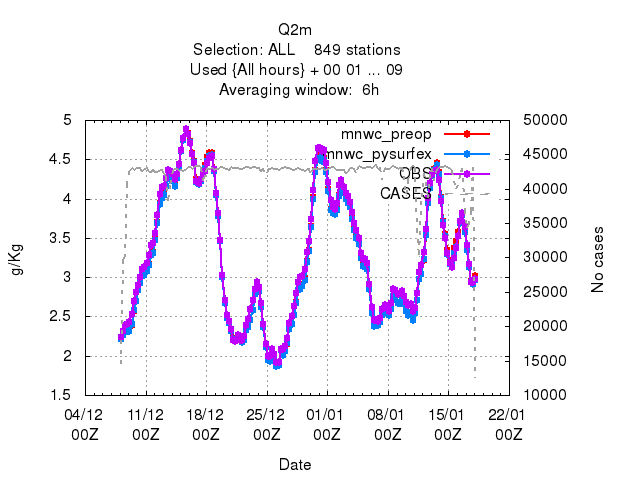 Q2m
Selection: ALL    849 stations
Used {All hours} + 00 01 ... 09
Averaging window:  6h
mnwc_preop
mnwc_pysurfex
OBS
CASES
5
4.5
4
3.5
3
2.5
2
1.5
g/Kg
50000
45000
40000
35000
30000
25000
20000
15000
10000
No cases
04/12 11/12 18/12 25/12 01/01 08/01 15/01 22/01
00Z 00Z 00Z 00Z 00Z 00Z 00Z 00Z
Date